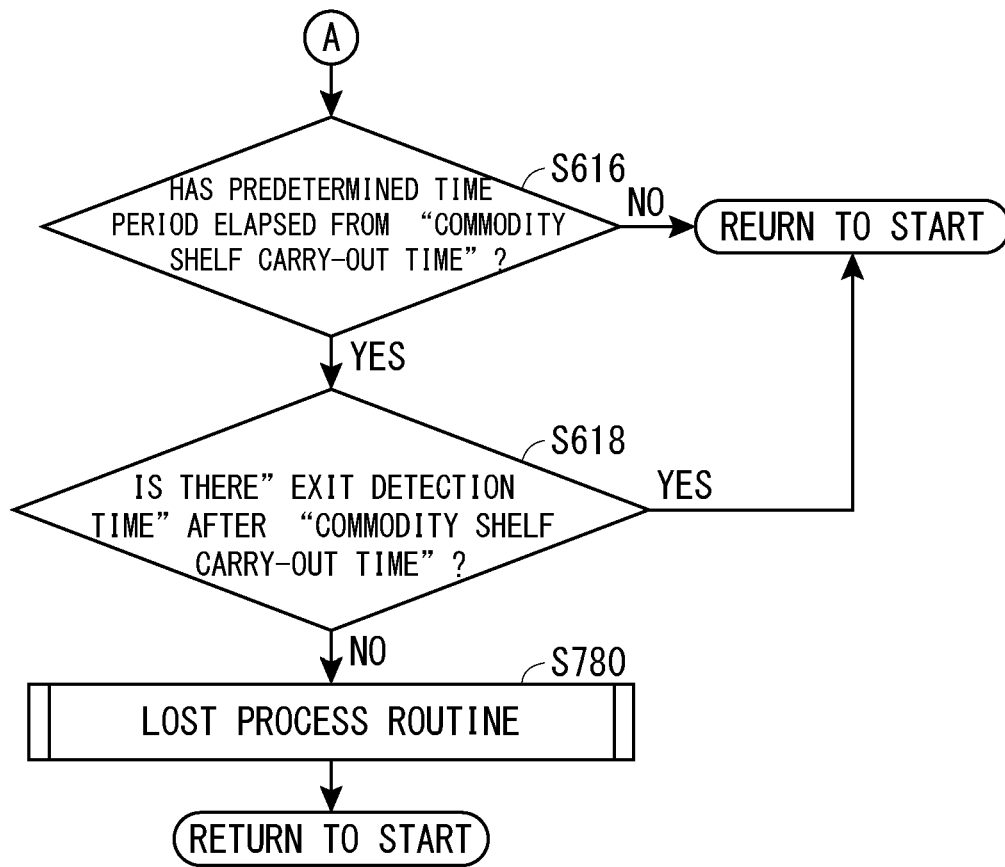 A
S616
HAS PREDETERMINED TIME
PERIOD ELAPSED FROM “COMMODITY
SHELF CARRY-OUT TIME” ?
NO
REURN TO START
YES
S618
IS THERE” EXIT DETECTION
TIME” AFTER “COMMODITY SHELF
CARRY-OUT TIME” ?
YES
NO
S780
LOST PROCESS ROUTINE
RETURN TO START